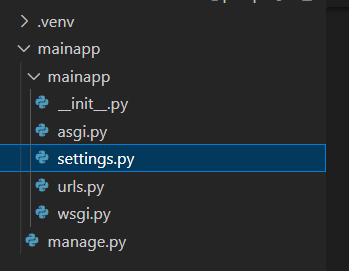 .venv
mainapp
mainapp
__init__.py
asgi.py
settings.py
urls.py
wsgi.py
manage.py